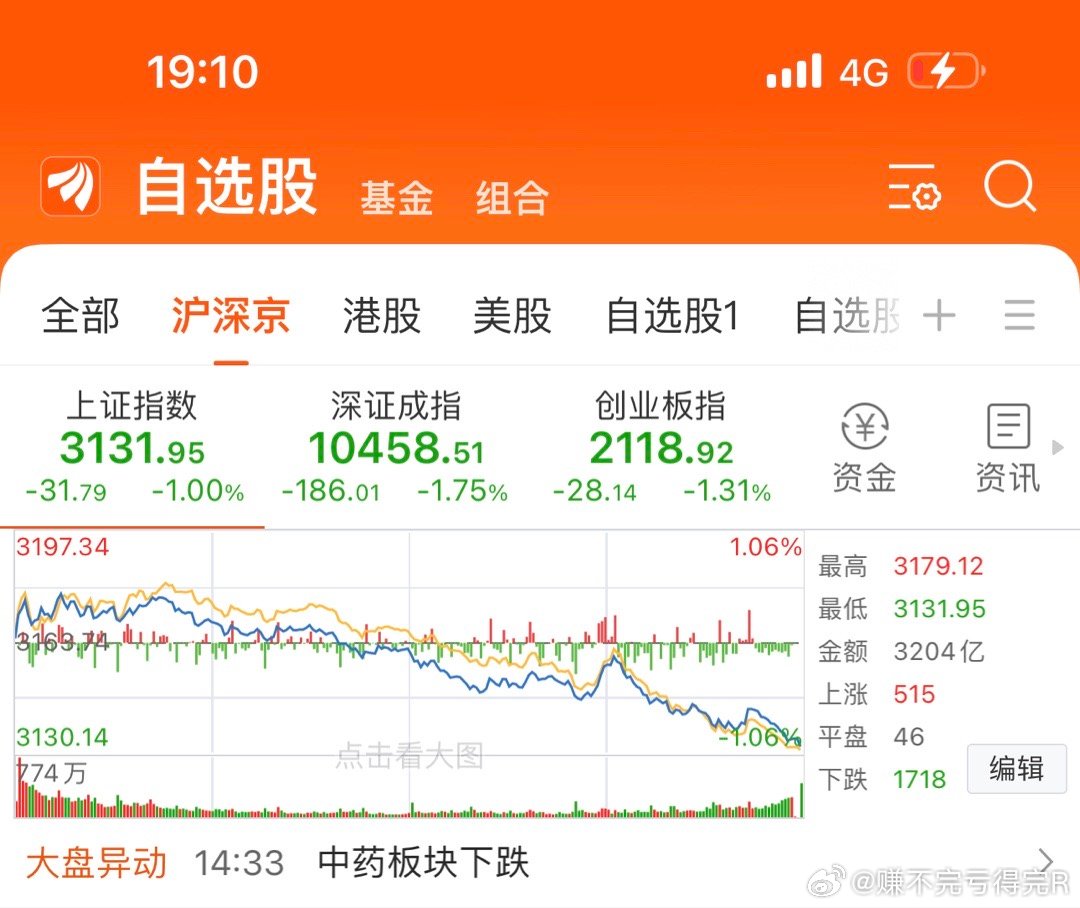 19:10 4G
自选股 基金 组合
全部 沪深京 港股 美股 自选股1 自选股
上证指数 深证成指 创业板指
3131.95 10458.51 2118.92
-31.79 -1.00% -186.01 -1.75% -28.14 -1.31%
资金 资讯
3197.34 1.06%
3163.74
3130.14 -1.06%
点击看大图
774万
最高 3179.12
最低 3131.95
金额 3204亿
上涨 515
平盘 46
下跌 1718
编辑
大盘异动 14:33 中药板块下跌
@赚不完亏得完R